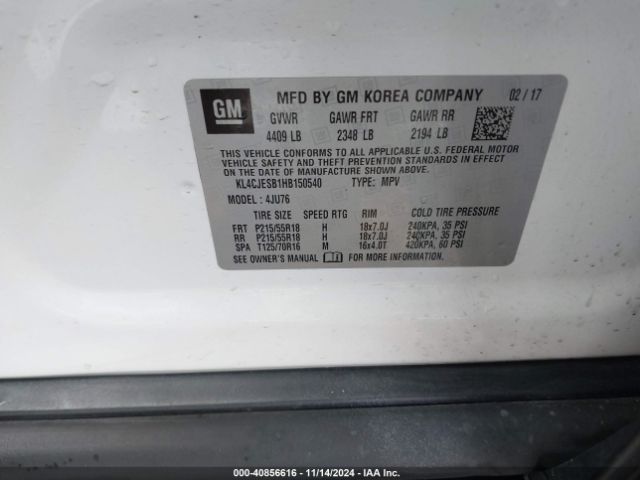 GM
MFD BY GM KOREA COMPANY 02 / 17
GVWR GAWR FRT GAWR RR
4409 LB 2348 LB 2194 LB
THIS VEHICLE CONFORMS TO ALL APPLICABLE U.S. FEDERAL MOTOR
VEHICLE SAFETY AND THEFT PREVENTION STANDARDS IN EFFECT ON
THE DATE OF MANUFACTURE SHOWN ABOVE.
KL4CJESB1HB150540 TYPE: MPV
MODEL : 4JU76
TIRE SIZE SPEED RTG RIM COLD TIRE PRESSURE
FRT P215/55R18 H 18x7.0J 240KPA, 35 PSI
RR P215/55R18 H 18x7.0J 240KPA, 35 PSI
SPA T125/70R16 M 16x4.0T 420KPA, 60 PSI
SEE OWNER'S MANUAL FOR MORE INFORMATION.
000-40856616 - 11/14/2024 - IAA Inc.